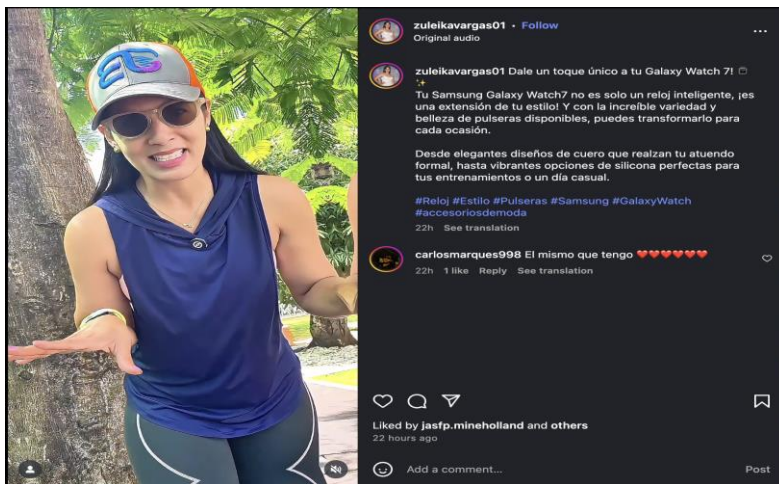 zuleikavargas01 • Follow
Original audio
zuleikavargas01 Dale un toque único a tu Galaxy Watch 7!
Tu Samsung Galaxy Watch7 no es solo un reloj inteligente, ¡es
una extensión de tu estilo! Y con la increíble variedad y
belleza de pulseras disponibles, puedes transformarlo para
cada ocasión.
Desde elegantes diseños de cuero que realzan tu atuendo
formal, hasta vibrantes opciones de silicona perfectas para
tus entrenamientos o un día casual.
#Reloj #Estilo #Pulseras #Samsung #GalaxyWatch
#accesoriosdemoda
22h See translation
carlosmarques998 El mismo que tengo ❤️❤️❤️❤️❤️❤️
22h 1 like Reply See translation
Liked by jasfp.mineholland and others
22 hours ago
Add a comment...
Post